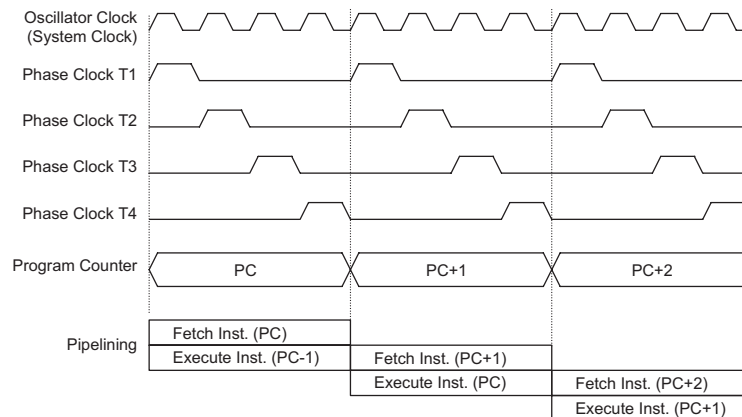 Oscillator Clock
(System Clock)
Phase Clock T1
Phase Clock T2
Phase Clock T3
Phase Clock T4
Program Counter
PC
PC+1
PC+2
Pipelining
Fetch Inst. (PC)
Execute Inst. (PC-1)
Fetch Inst. (PC+1)
Execute Inst. (PC)
Fetch Inst. (PC+2)
Execute Inst. (PC+1)